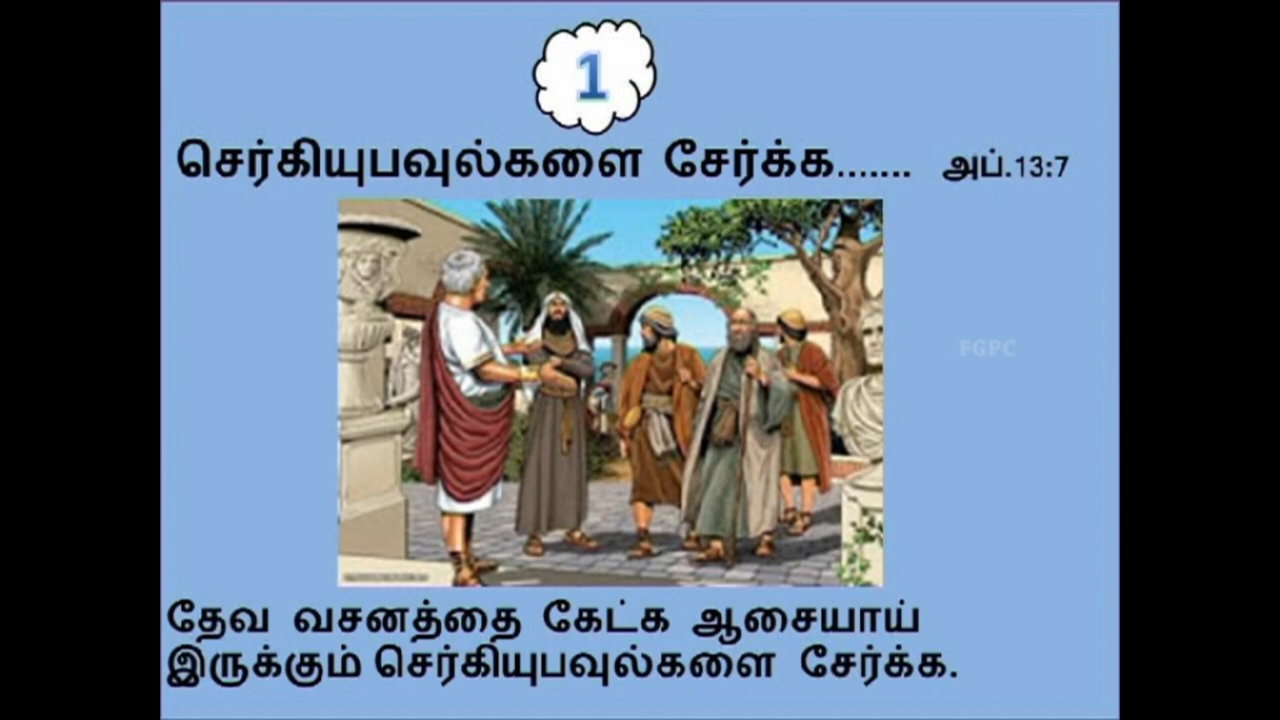 1
செர்கியுபவுல்களை சேர்க்க....... அப்.13:7
FGPC
தேவ வசனத்தை கேட்க ஆசையாய்
இருக்கும் செர்கியுபவுல்களை சேர்க்க.